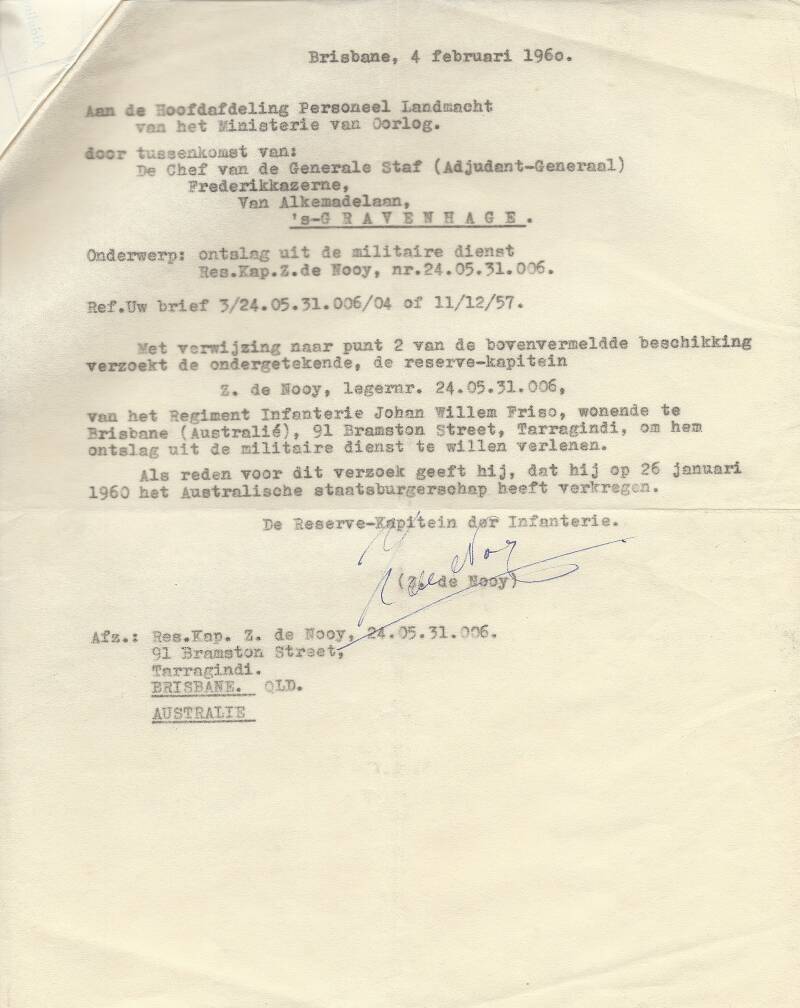 Brisbane, 4 februari 1960.
Aan de Hoofdafdeling Personeel Landmacht
van het Ministerie van Oorlog.
door tussenkomst van:
De Chef van de Generale Staf (Adjudant-Generaal)
Frederikkazerne,
Van Alkemadelaan,
's-G R A V E N H A G E .
Onderwerp: ontslag uit de militaire dienst
Res.Kap.Z.de Nooy, nr.24.05.31.006.
Ref.Uw brief 3/24.05.31.006/04 of 11/12/57.
Met verwijzing naar punt 2 van de bovenvermeldde beschikking
verzoekt de ondergetekende, de reserve-kapitein
Z. de Nooy, legernr. 24.05.31.006,
van het Regiment Infanterie Johan Willem Friso, wonende te
Brisbane (Australié), 91 Bramston Street, Tarragindi, om hem
ontslag uit de militaire dienst te willen verlenen.
Als reden voor dit verzoek geeft hij, dat hij op 26 januari
1960 het Australische staatsburgerschap heeft verkregen.
De Reserve-Kapitein der Infanterie.
Z de Nooy
(Z. de Nooy)
Afz.: Res.Kap. Z. de Nooy, 24.05.31.006.
91 Bramston Street,
Tarragindi.
BRISBANE. QLD.
AUSTRALIE